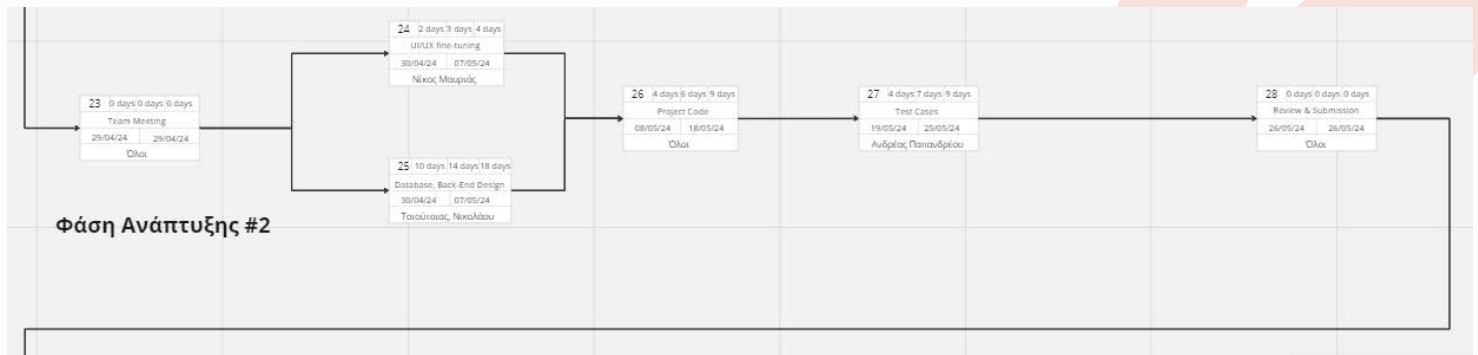 24 2 days 3 days 4 days
UI/UX fine-tuning
30/04/24 07/05/24
Νίκος Μαυριάς
23 0 days 0 days 0 days
Team Meeting
29/04/24 29/04/24
Όλοι
25 10 days 14 days 18 days
Database, Back-End Design
30/04/24 07/05/24
Τσιούτσιας, Νικολάου
26 4 days 6 days 9 days
Project Code
08/05/24 18/05/24
Όλοι
27 4 days 7 days 9 days
Test Cases
19/05/24 25/05/24
Ανδρέας Παπανδρέου
28 0 days 0 days 0 days
Review & Submission
26/05/24 26/05/24
Όλοι
Φάση Ανάπτυξης #2